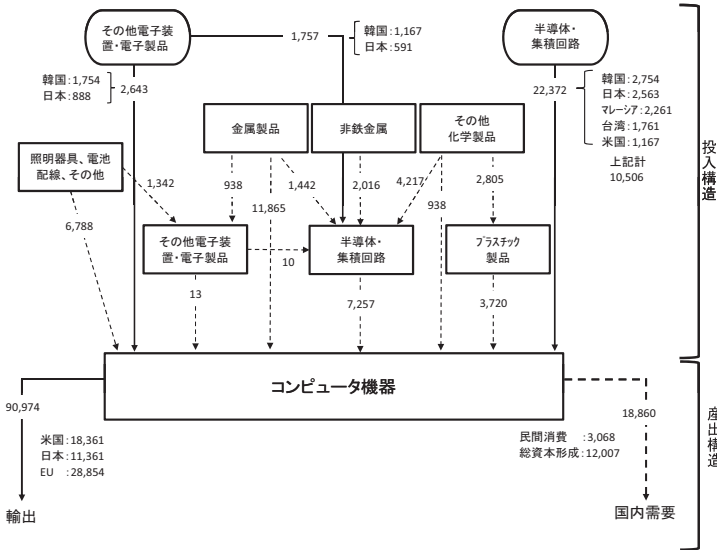 その他電子装
置・電子製品
1,757
韓国：1,167
日本：591
半導体・
集積回路
韓国：1,754
日本：888
2,643
22,372
韓国：2,754
日本：2,563
マレーシア：2,261
台湾：1,761
米国：1,167
上記計
10,506
投入構造
金属製品
非鉄金属
その他
化学製品
照明器具、電池
配線、その他
1,342
938
1,442
2,016
4,217
2,805
6,788
11,865
938
その他電子装
置・電子製品
10
半導体・
集積回路
プラスチック
製品
13
7,257
3,720
コンピュータ機器
90,974
18,860
産出構造
米国：18,361
日本：11,361
EU ：28,854
民間消費 ：3,068
総資本形成：12,007
輸出
国内需要